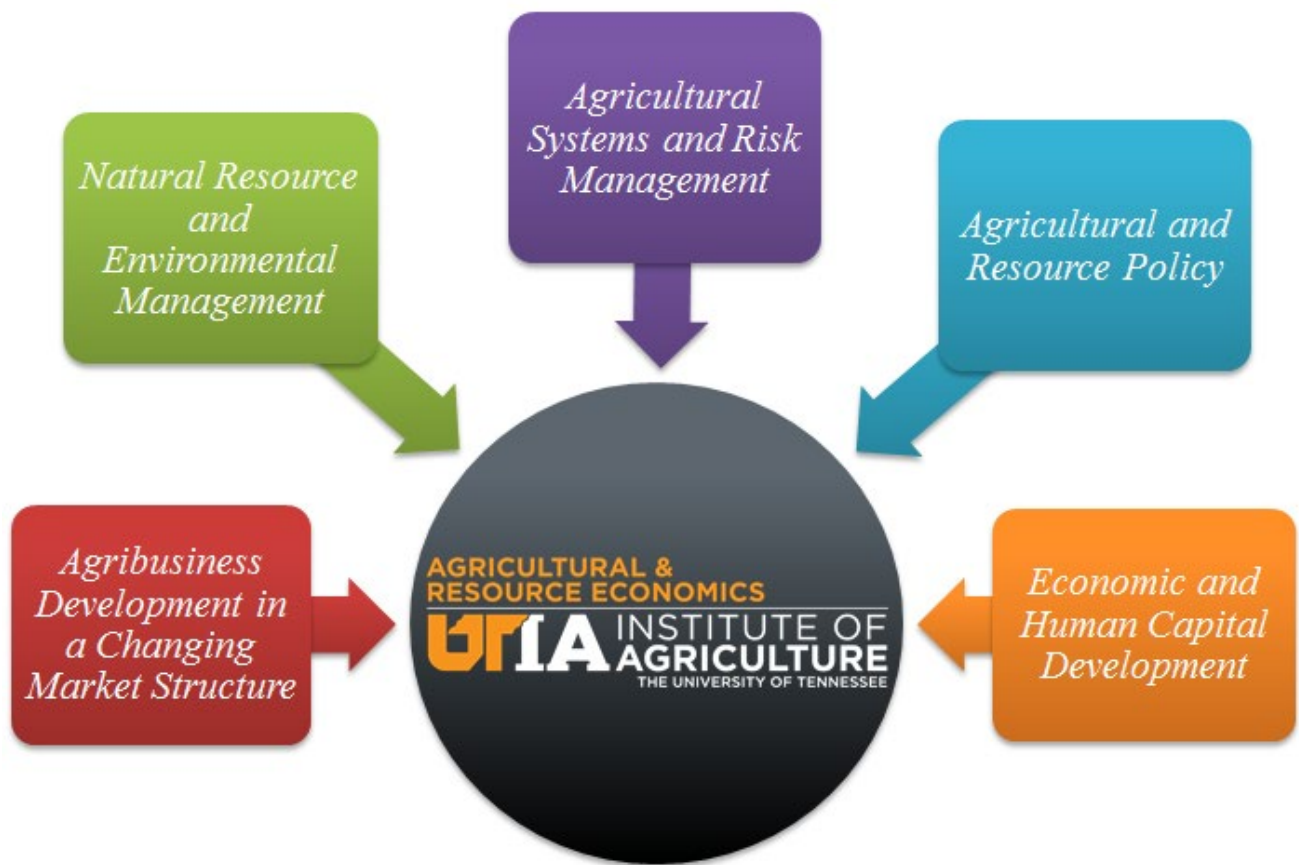 Agricultural
Systems and Risk
Management
Natural Resource
and
Environmental
Management
Agricultural and
Resource Policy
Agribusiness
Development in
a Changing
Market Structure
AGRICULTURAL &
RESOURCE ECONOMICS
UTIA INSTITUTE OF
AGRICULTURE
THE UNIVERSITY OF TENNESSEE
Economic and
Human Capital
Development